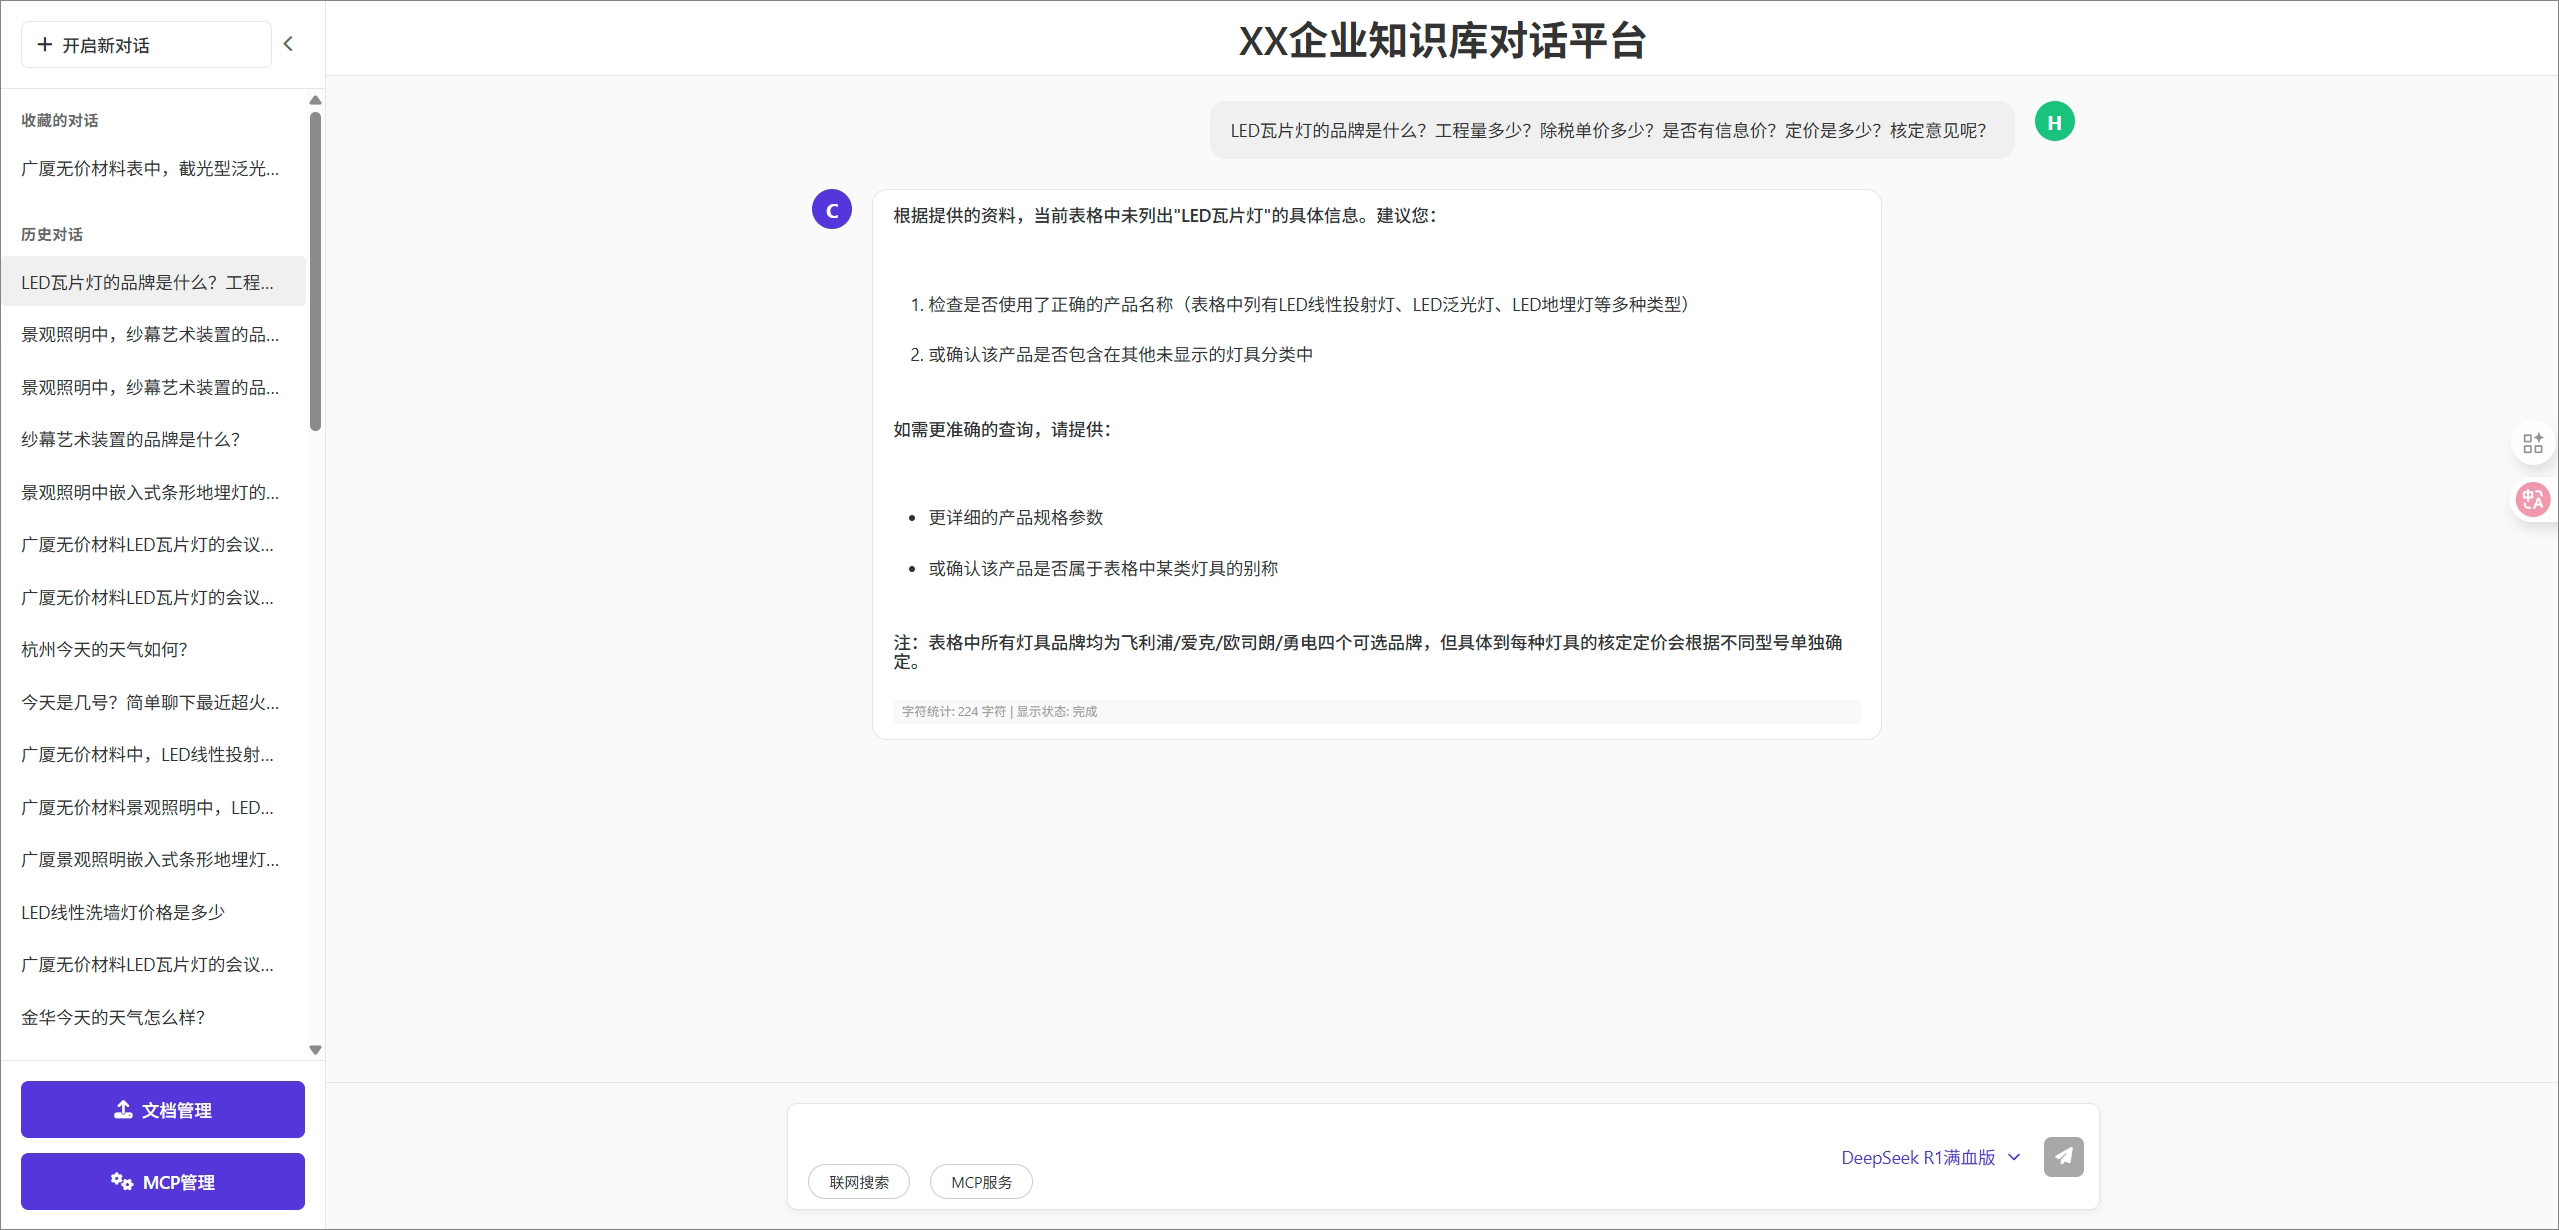 开启新对话
收藏的对话
广厦无价材料表中，截光型泛光...
历史对话
LED瓦片灯的品牌是什么？工程...
景观照明中，纱幕艺术装置的品...
景观照明中，纱幕艺术装置的品...
纱幕艺术装置的品牌是什么？
景观照明中嵌入式条形地埋灯的...
广厦无价材料LED瓦片灯的会议...
广厦无价材料LED瓦片灯的会议...
杭州今天的天气如何？
今天是几号？简单聊下最近超火...
广厦无价材料中，LED线性投射...
广厦无价材料景观照明中，LED...
广厦景观照明嵌入式条形地埋灯...
LED线性洗墙灯价格是多少
广厦无价材料LED瓦片灯的会议...
金华今天的天气怎么样？
文档管理
MCP管理
XX企业知识库对话平台
LED瓦片灯的品牌是什么？工程量多少？除税单价多少？是否有信息价？定价是多少？核定意见呢？
H
C
根据提供的资料，当前表格中未列出"LED瓦片灯"的具体信息。建议您：
1. 检查是否使用了正确的产品名称（表格中列有LED线性投射灯、LED泛光灯、LED地埋灯等多种类型）
2. 或确认该产品是否包含在其他未显示的灯具分类中
如需更准确的查询，请提供：
• 更详细的产品规格参数
• 或确认该产品是否属于表格中某类灯具的别称
注：表格中所有灯具品牌均为飞利浦/爱克/欧司朗/勇电四个可选品牌，但具体到每种灯具的核定定价会根据不同型号单独确
定。
字符统计: 224 字符 | 显示状态: 完成
中A
DeepSeek R1满血版
联网搜索
MCP服务